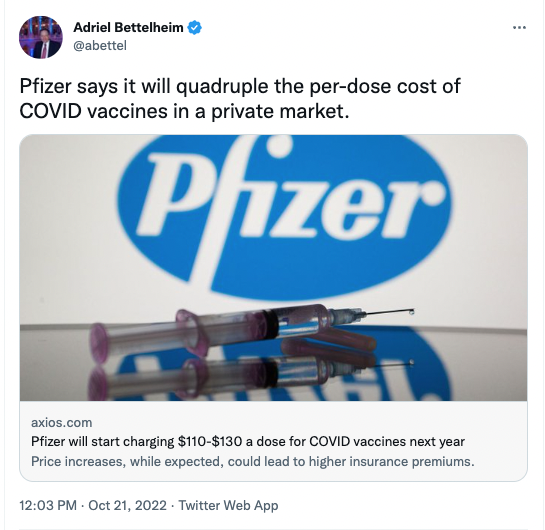 Adriel Bettelheim
@abettel
Pfizer says it will quadruple the per-dose cost of
COVID vaccines in a private market.
Pfizer
axios.com
Pfizer will start charging $110-$130 a dose for COVID vaccines next year
Price increases, while expected, could lead to higher insurance premiums.
12:03 PM · Oct 21, 2022 · Twitter Web App